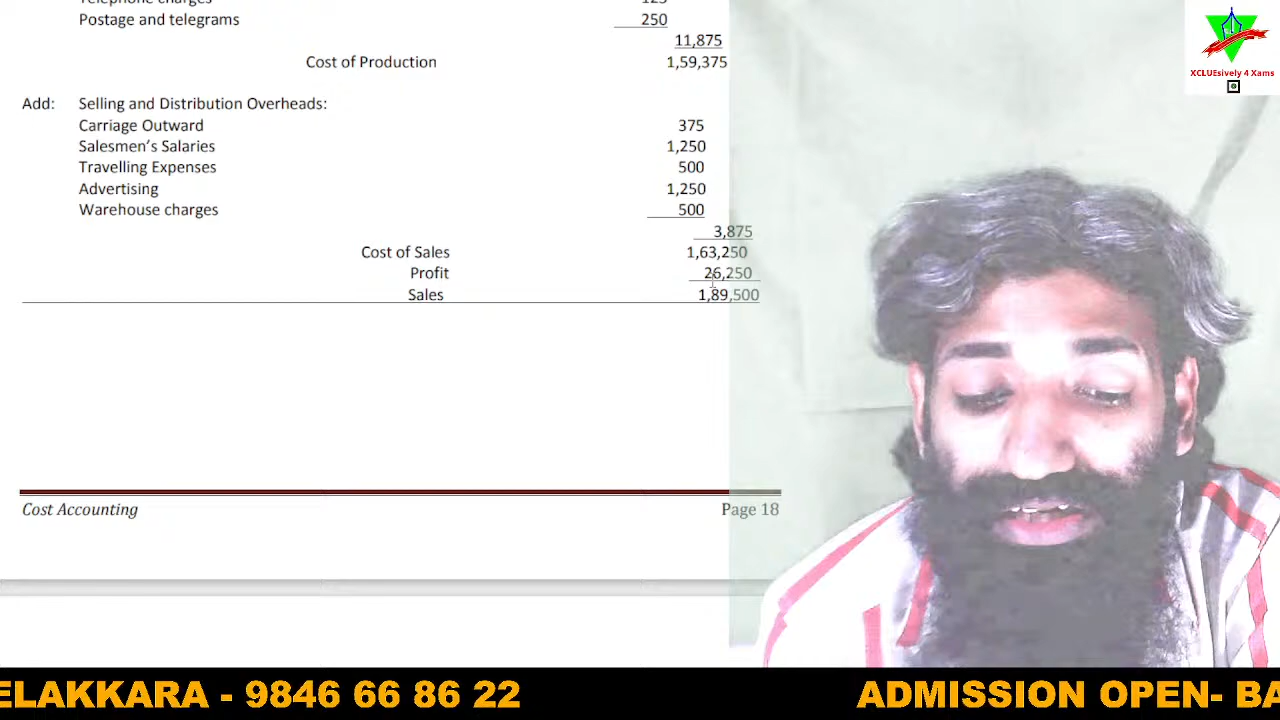 Telephone charges 125
Postage and telegrams 250
11,875
Cost of Production 1,59,375
Add: Selling and Distribution Overheads:
Carriage Outward 375
Salesmen's Salaries 1,250
Travelling Expenses 500
Advertising 1,250
Warehouse charges 500
3,875
Cost of Sales 1,63,250
Profit 26,250
Sales 1,89,500
Cost Accounting Page 18
XCLUEsively 4 Xams
ELAKKARA - 9846 66 86 22 ADMISSION OPEN- BA